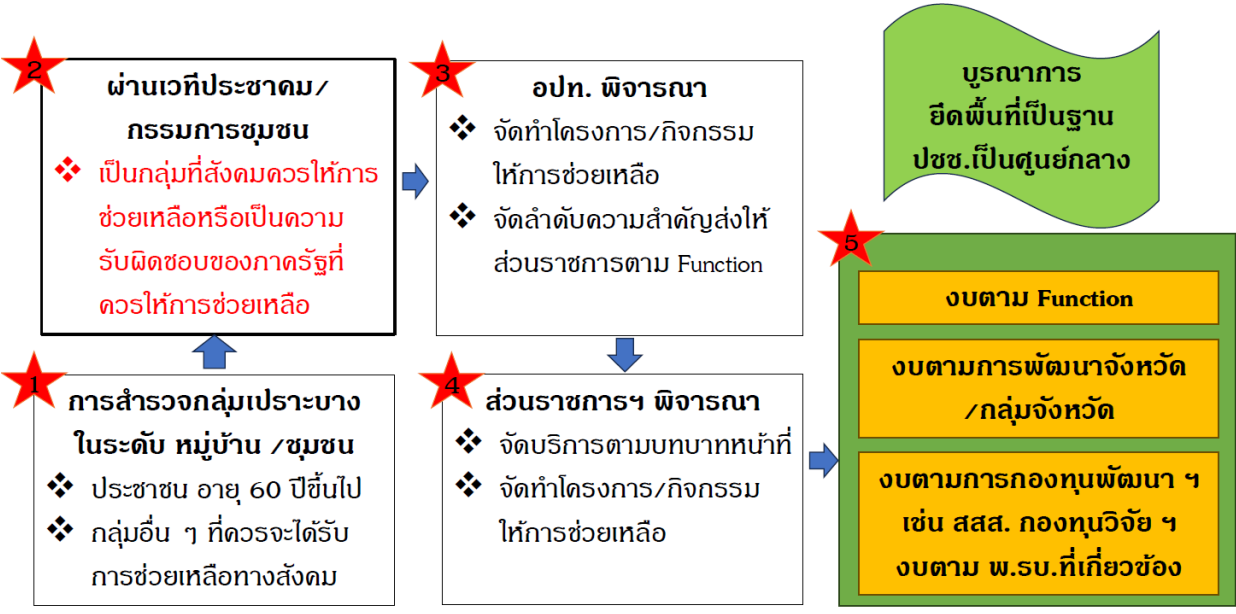 2
ผ่านเวทีประชาคม/
กรรมการชุมชน
❖ เป็นกลุ่มที่สังคมควรให้การ
ช่วยเหลือหรือเป็นความ
รับผิดชอบของภาครัฐที่
ควรให้การช่วยเหลือ
3
อปท. พิจารณา
❖ จัดทำโครงการ/กิจกรรม
ให้การช่วยเหลือ
❖ จัดลำดับความสำคัญส่งให้
ส่วนราชการตาม Function
บูรณาการ
ยึดพื้นที่เป็นฐาน
ปชช.เป็นศูนย์กลาง
1
การสำรวจกลุ่มเปราะบาง
ในระดับ หมู่บ้าน /ชุมชน
❖ ประชาชน อายุ 60 ปีขึ้นไป
❖ กลุ่มอื่น ๆ ที่ควรจะได้รับ
การช่วยเหลือทางสังคม
4
ส่วนราชการฯ พิจารณา
❖ จัดบริการตามบทบาทหน้าที่
❖ จัดทำโครงการ/กิจกรรม
ให้การช่วยเหลือ
5
งบตาม Function
งบตามการพัฒนาจังหวัด
/กลุ่มจังหวัด
งบตามการกองทุนพัฒนา ฯ
เช่น สสส. กองทุนวิจัย ฯ
งบตาม พ.รบ.ที่เกี่ยวข้อง